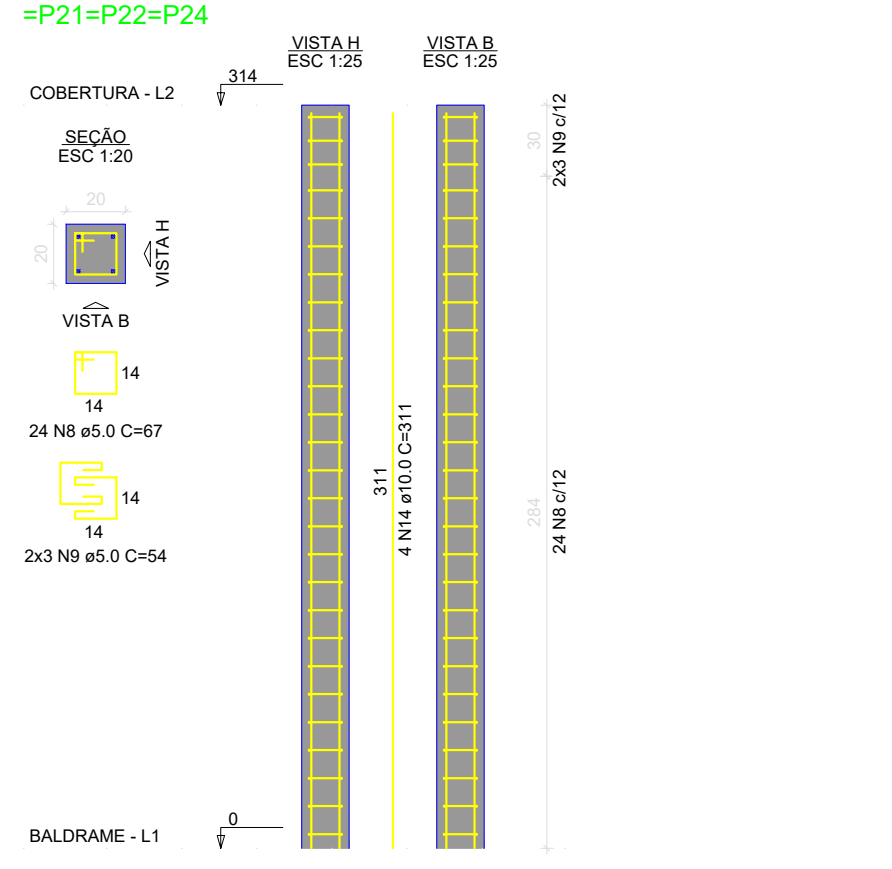 =P21=P22=P24
VISTA H
ESC 1:25
VISTA B
ESC 1:25
COBERTURA - L2
314
SEÇÃO
ESC 1:20
20
20
VISTA H
VISTA B
14
14
24 N8 ø5.0 C=67
14
14
2x3 N9 ø5.0 C=54
311
4 N14 ø10.0 C=311
30
2x3 N9 c/12
284
24 N8 c/12
BALDRAME - L1
0